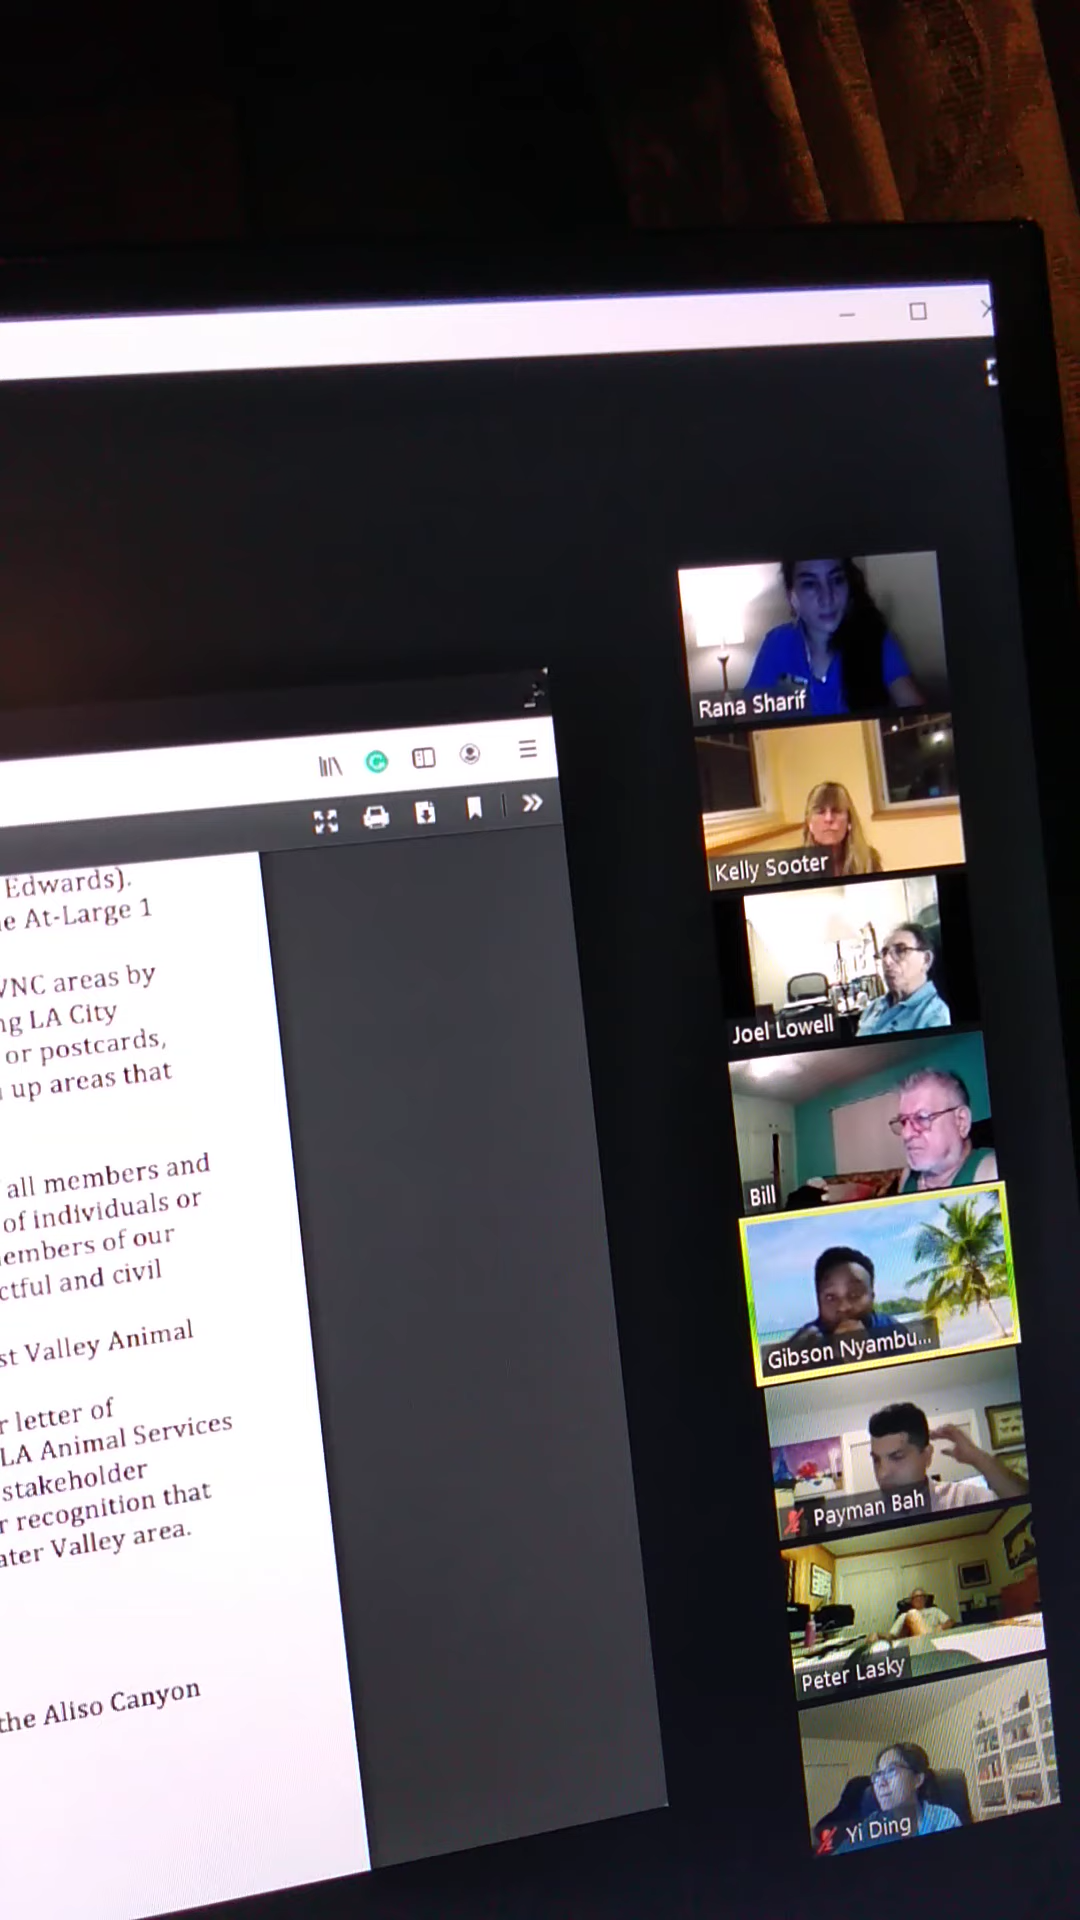 Edwards).
e At-Large 1
VNC areas by
ng LA City
or postcards,
up areas that
all members and
of individuals or
embers of our
ctful and civil
st Valley Animal
r letter of
LA Animal Services
stakeholder
r recognition that
ater Valley area.
the Aliso Canyon
Rana Sharif
Kelly Sooter
Joel Lowell
Bill
Gibson Nyambu...
Payman Bah
Peter Lasky
Yi Ding